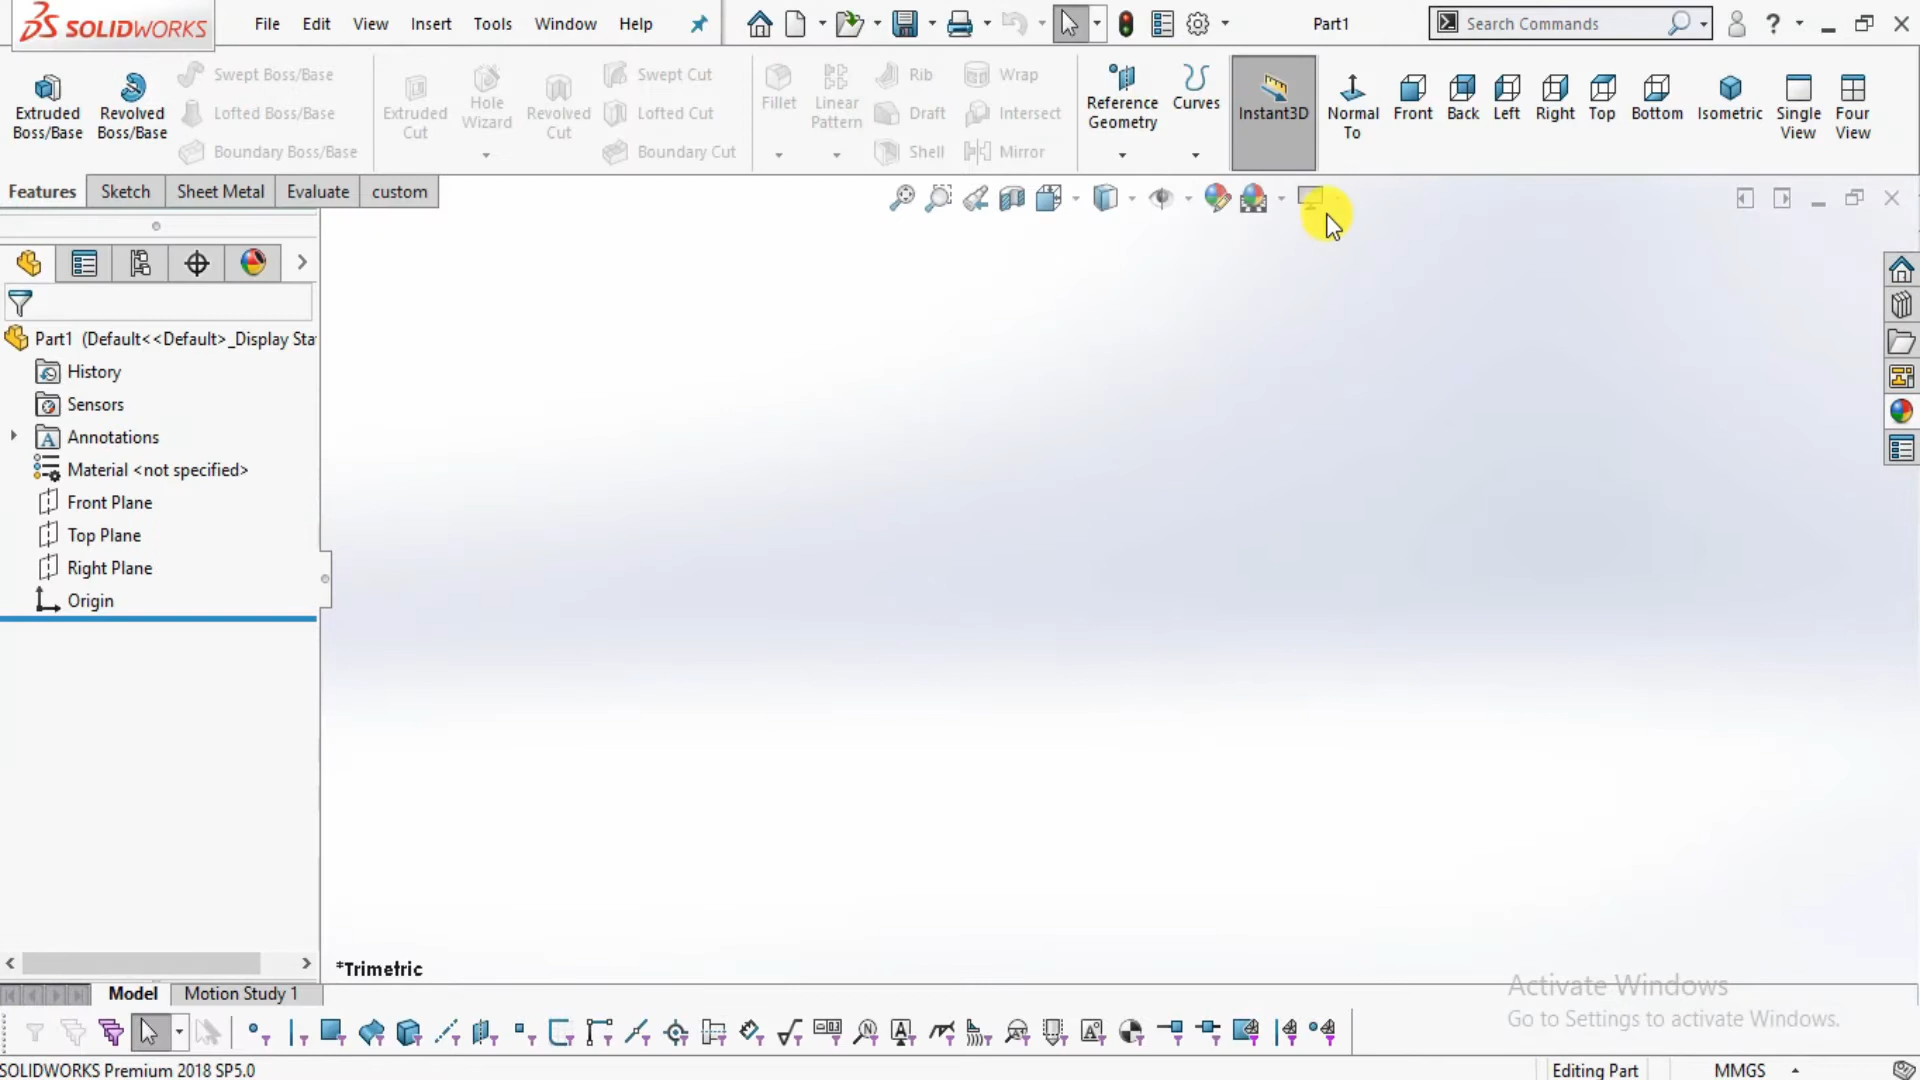 SOLIDWORKS
File Edit View Insert Tools Window Help
Part1
Search Commands
Extruded Boss/Base
Revolved Boss/Base
Swept Boss/Base
Lofted Boss/Base
Boundary Boss/Base
Extruded Cut
Hole Wizard
Revolved Cut
Swept Cut
Lofted Cut
Boundary Cut
Fillet
Linear Pattern
Rib
Draft
Shell
Wrap
Intersect
Mirror
Reference Geometry
Curves
Instant3D
Normal To
Front
Back
Left
Right
Top
Bottom
Isometric
Single View
Four View
Features Sketch Sheet Metal Evaluate custom
Part1 (Default<<Default>_Display Sta
History
Sensors
Annotations
Material <not specified>
Front Plane
Top Plane
Right Plane
Origin
*Trimetric
Model Motion Study 1
Activate Windows
Go to Settings to activate Windows.
SOLIDWORKS Premium 2018 SP5.0
Editing Part
MMGS